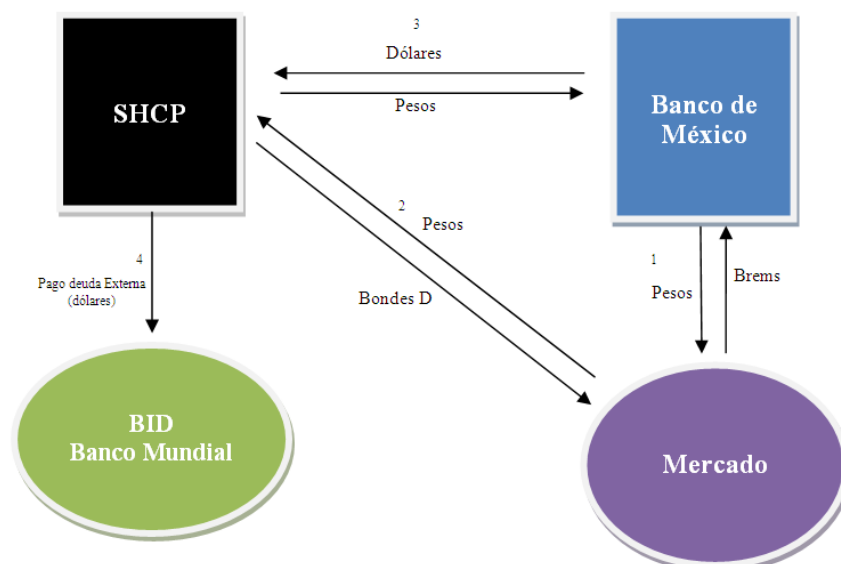 3
Dólares
SHCP
Pesos
Banco de
México
2
Pesos
4
Pago deuda Externa
(dólares)
Bondes D
1
Pesos
Brems
BID
Banco Mundial
Mercado